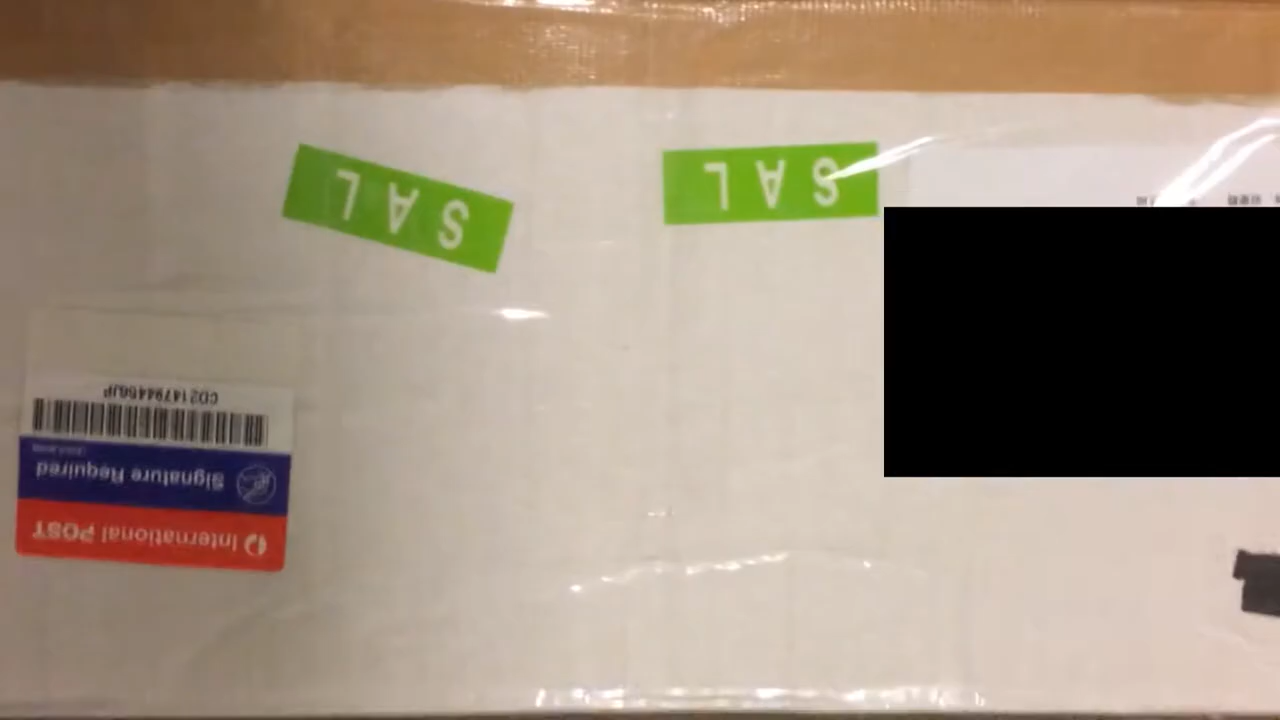 SAL
SAL
International POST
Signature Required
CD214794456JP